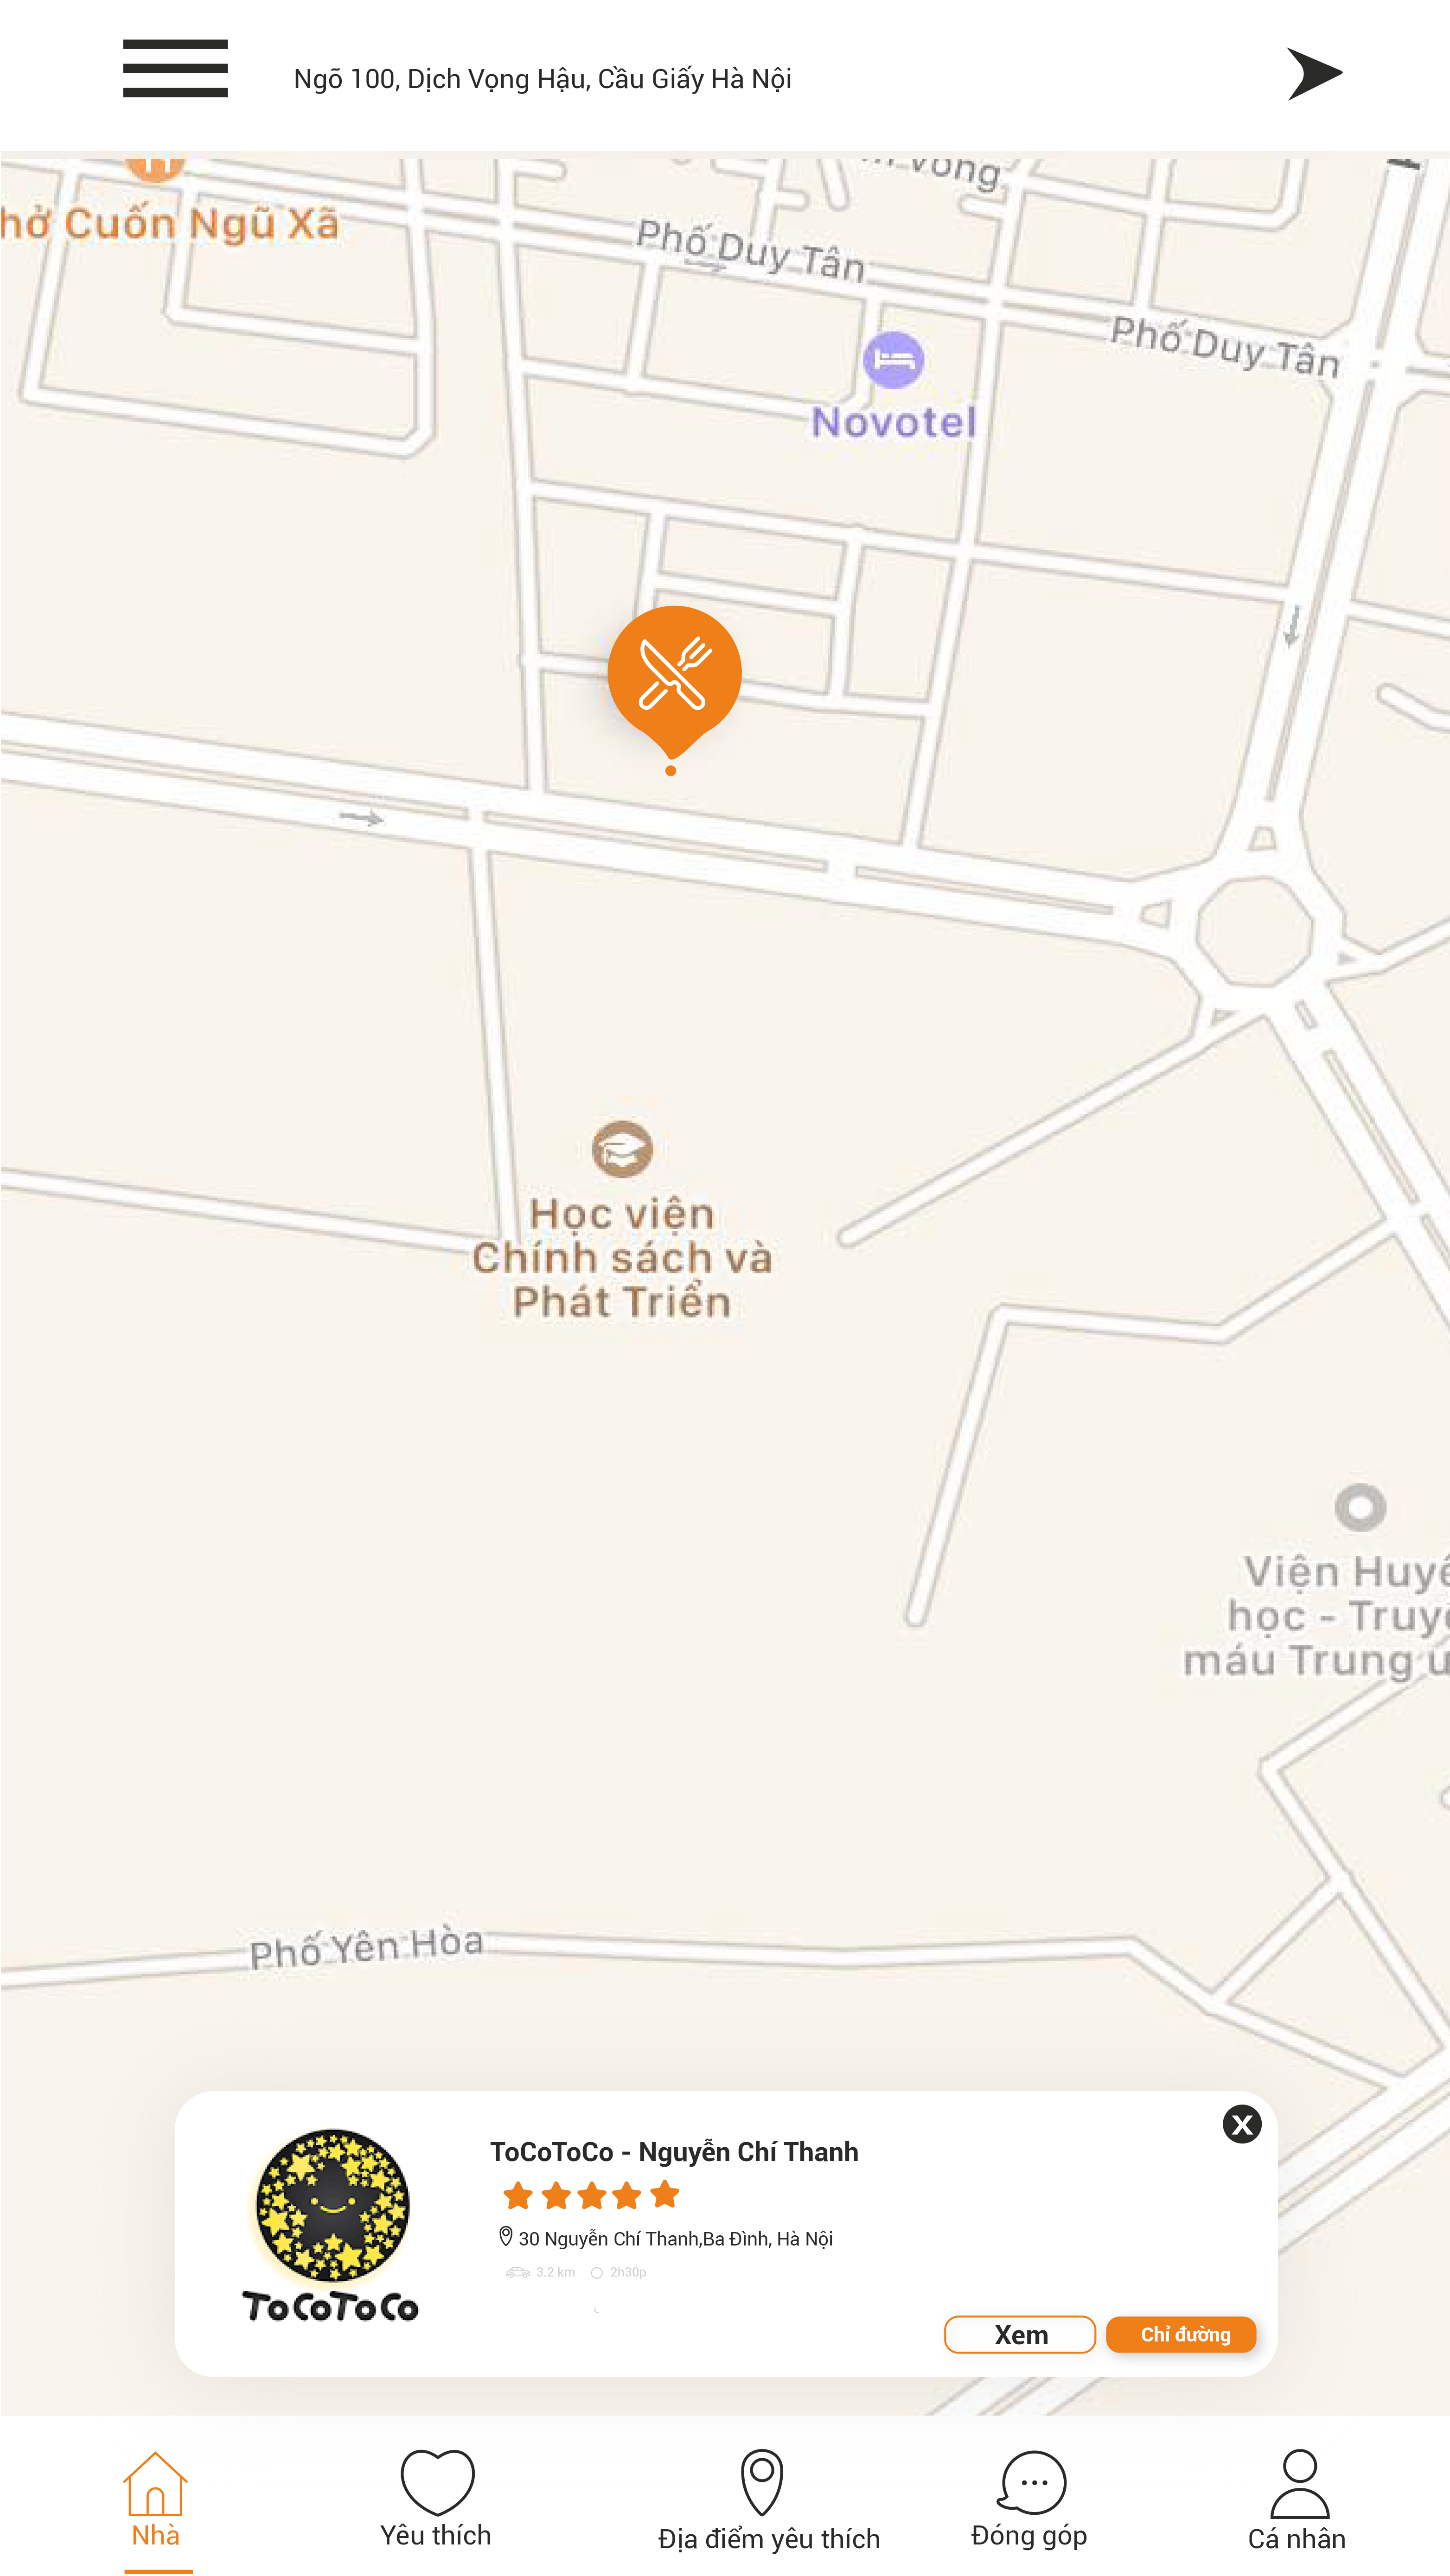 Ngõ 100, Dịch Vọng Hậu, Cầu Giấy Hà Nội
Vọng
hở Cuốn Ngũ Xã
Phố Duy Tân
Phố Duy Tân
Novotel
Học viện
Chính sách và
Phát Triển
Viện Huyế
học - Truyề
máu Trung ư
Phố Yên Hòa
X
ToCoToCo - Nguyễn Chí Thanh
30 Nguyễn Chí Thanh,Ba Đình, Hà Nội
3.2 km 2h30p
ToCoToCo
Xem Chỉ đường
Nhà Yêu thích Địa điểm yêu thích Đóng góp Cá nhân